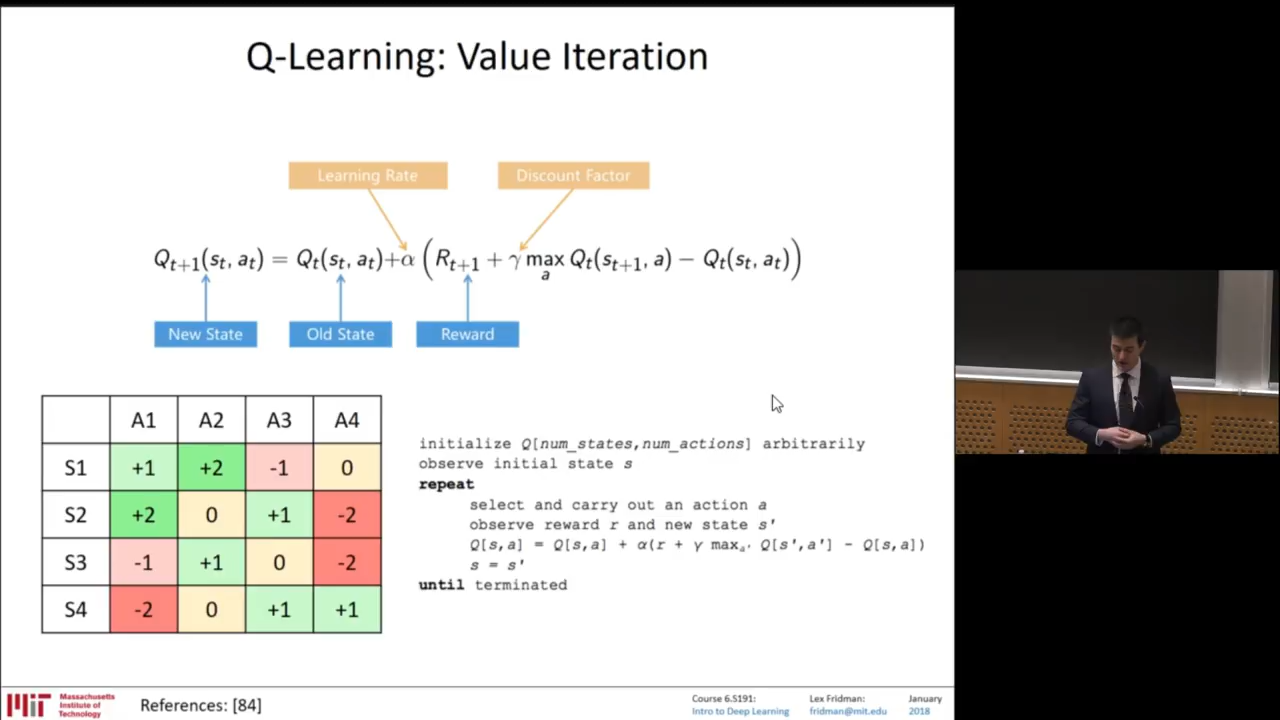 Q-Learning: Value Iteration
Learning Rate
Discount Factor
Q_{t+1}(s_t, a_t) = Q_t(s_t, a_t)+α (R_{t+1} + γ max_a Q_t(s_{t+1}, a) − Q_t(s_t, a_t))
New State
Old State
Reward
A1 A2 A3 A4
S1 +1 +2 -1 0
S2 +2 0 +1 -2
S3 -1 +1 0 -2
S4 -2 0 +1 +1
initialize Q[num_states,num_actions] arbitrarily
observe initial state s
repeat
select and carry out an action a
observe reward r and new state s'
Q[s,a] = Q[s,a] + α(r + γ max_a' Q[s',a'] - Q[s,a])
s = s'
until terminated
MIT
Massachusetts
Institute of
Technology
References: [84]
Course 6.S191:
Intro to Deep Learning
Lex Fridman:
fridman@mit.edu
January
2018